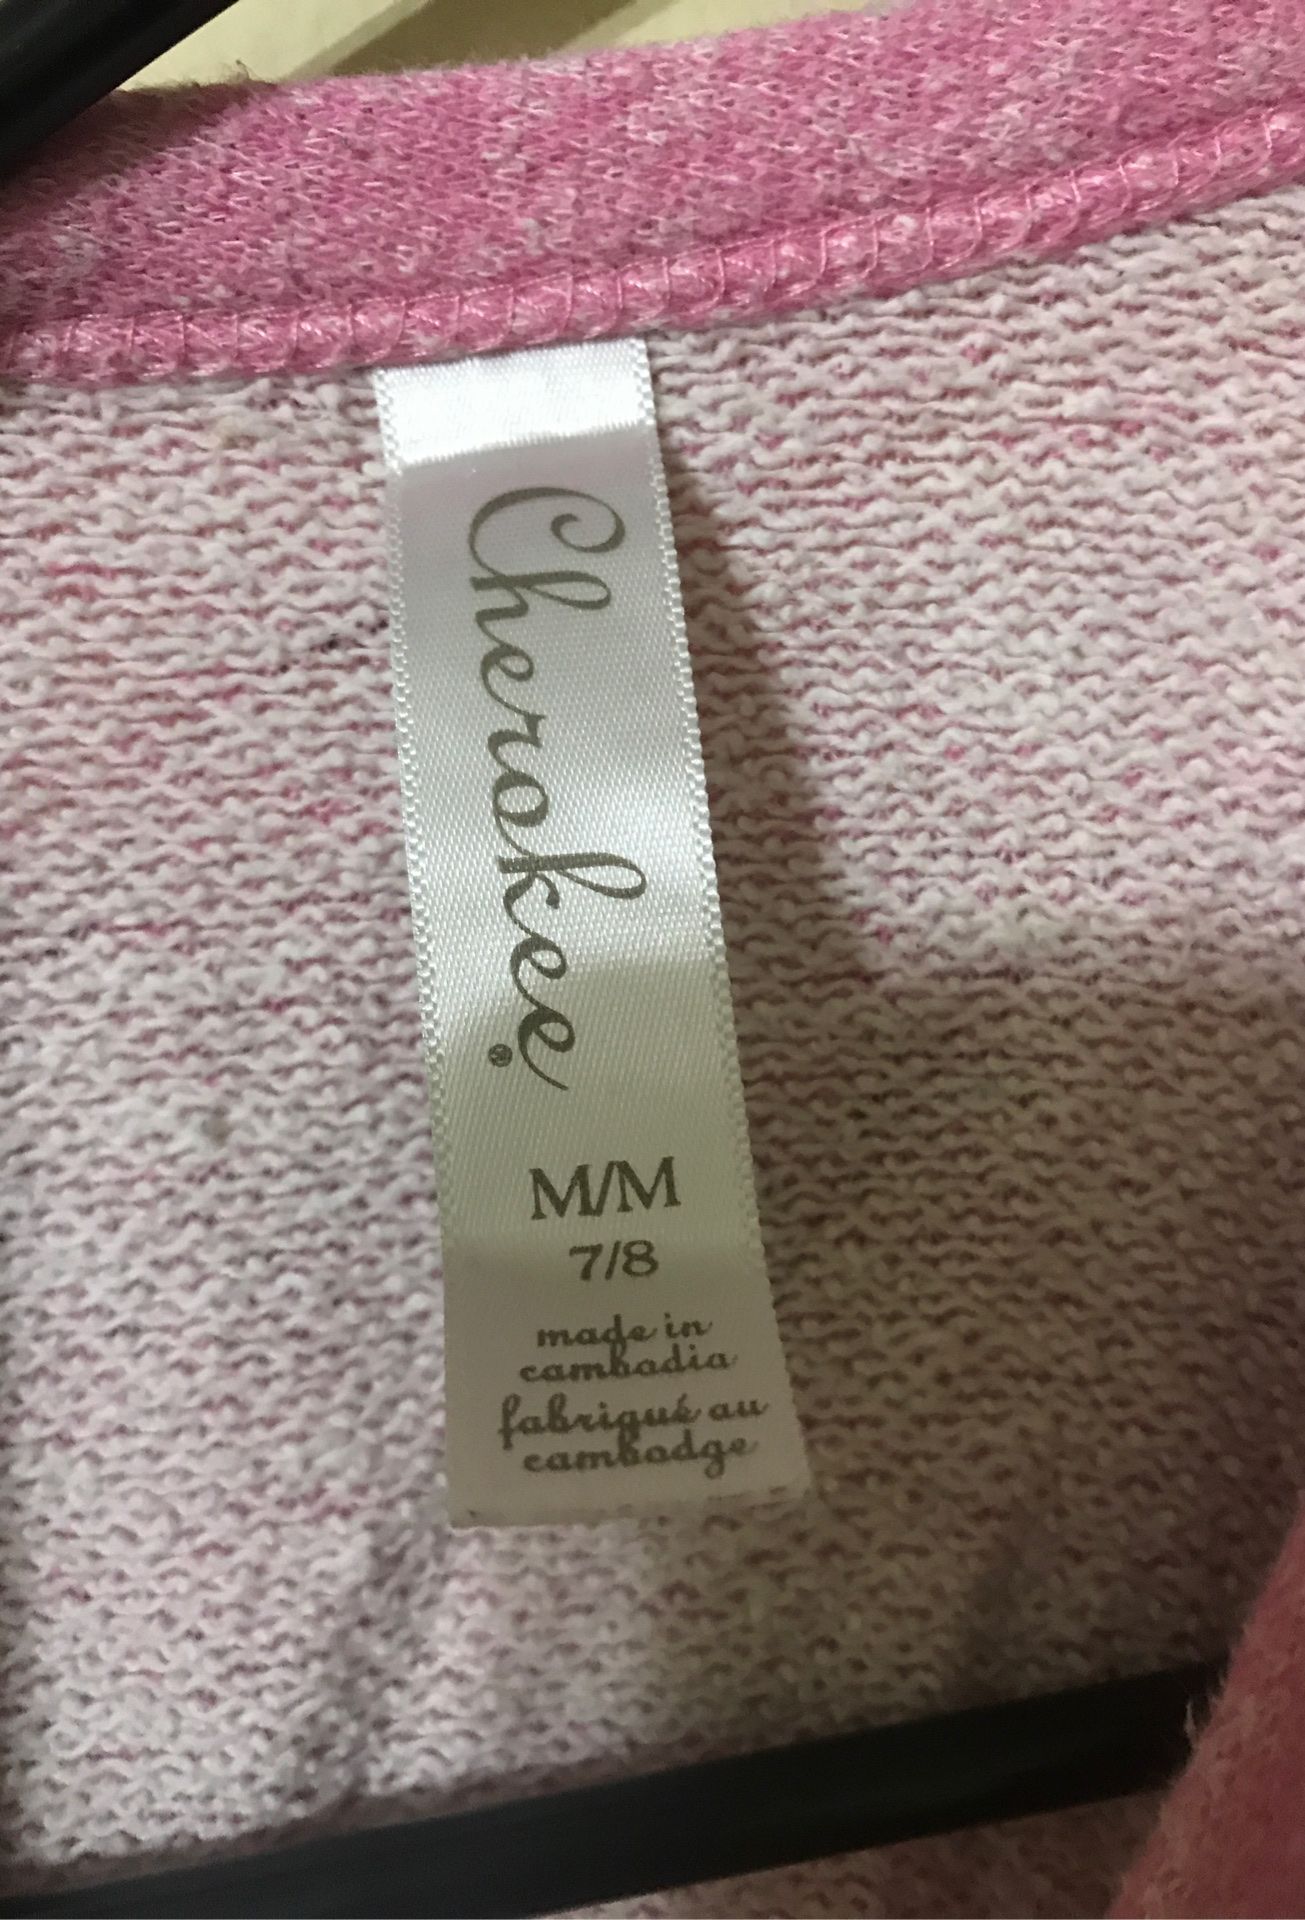 Cherokee®
M/M
7/8
made in
cambodia
fabriqué au
cambodge